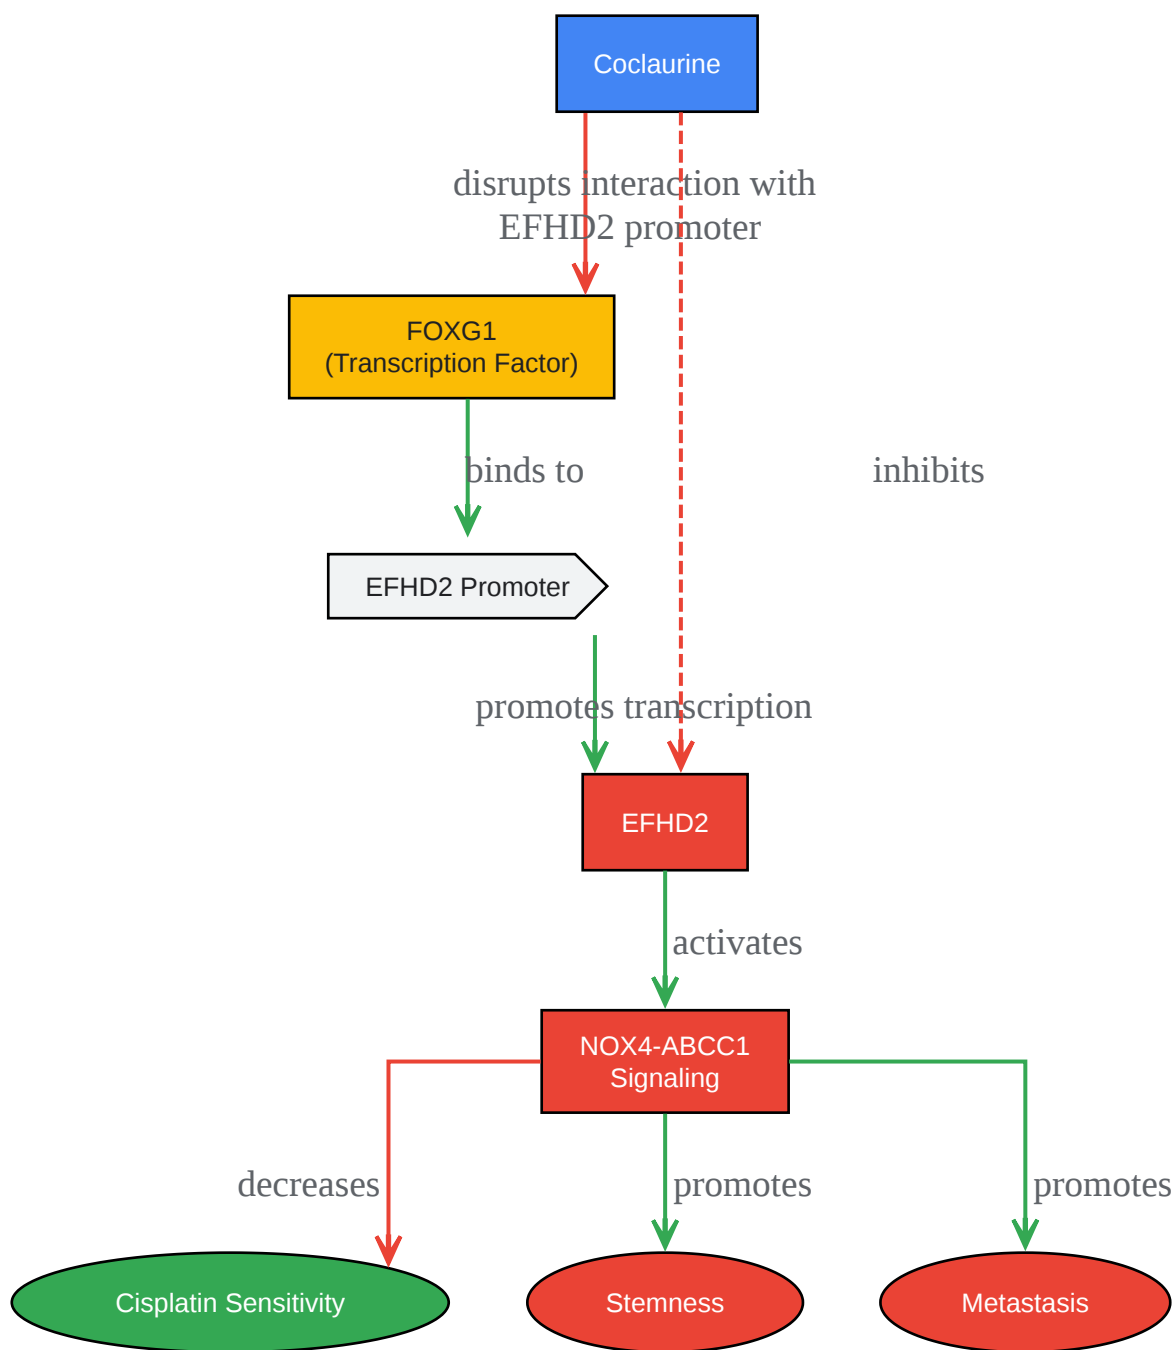 Coclaurine
disrupts interaction with
EFHD2 promoter
FOXG1
(Transcription Factor)
binds to
inhibits
EFHD2 Promoter
promotes transcription
EFHD2
activates
NOX4-ABCC1
Signaling
decreases
promotes
promotes
Cisplatin Sensitivity
Stemness
Metastasis